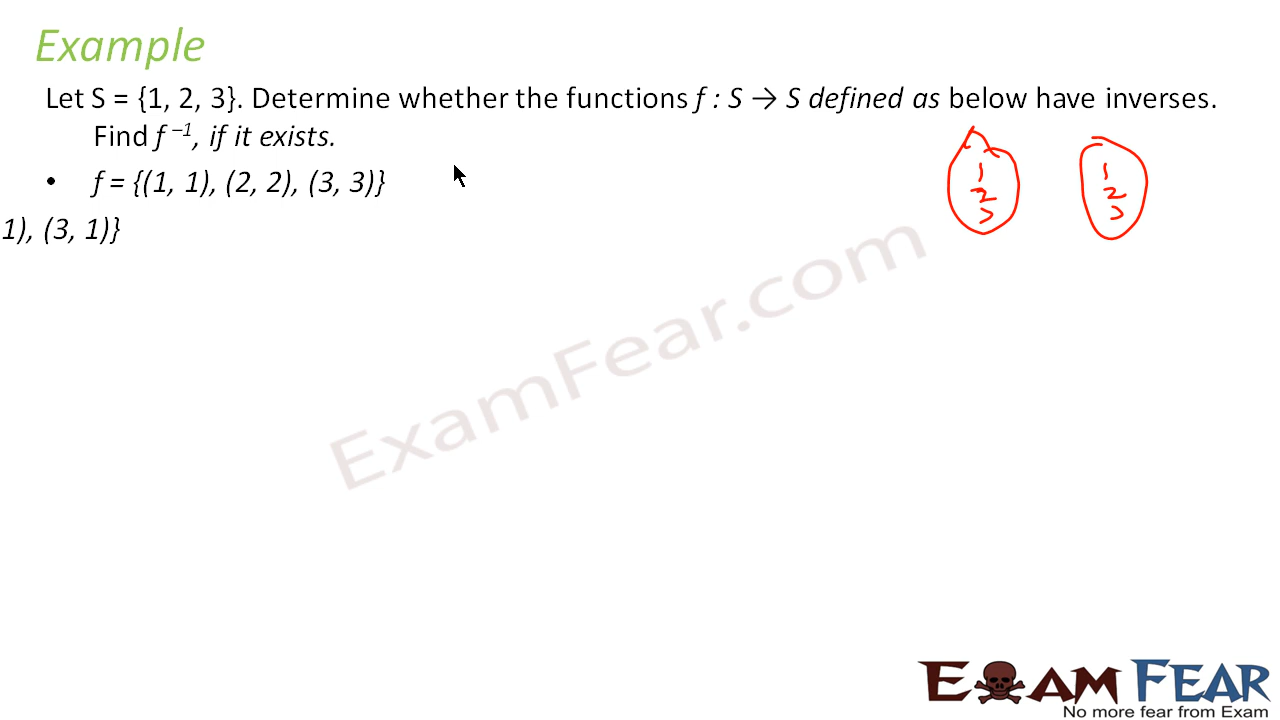 Example
Let S = {1, 2, 3}. Determine whether the functions f : S → S defined as below have inverses.
Find f⁻¹, if it exists.
• f = {(1, 1), (2, 2), (3, 3)}
1), (3, 1)}
1 1
2 2
3 3
ExamFear.com
EXAM FEAR
No more fear from Exam